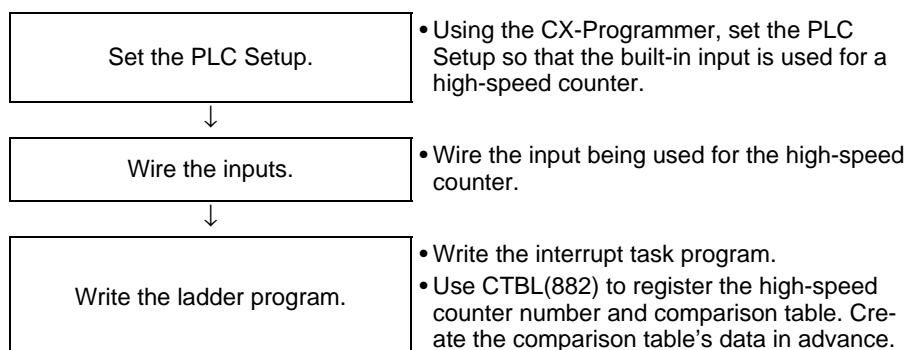 Set the PLC Setup.
• Using the CX-Programmer, set the PLC
Setup so that the built-in input is used for a
high-speed counter.
↓
Wire the inputs.
• Wire the input being used for the high-speed
counter.
↓
Write the ladder program.
• Write the interrupt task program.
• Use CTBL(882) to register the high-speed
counter number and comparison table. Cre-
ate the comparison table's data in advance.